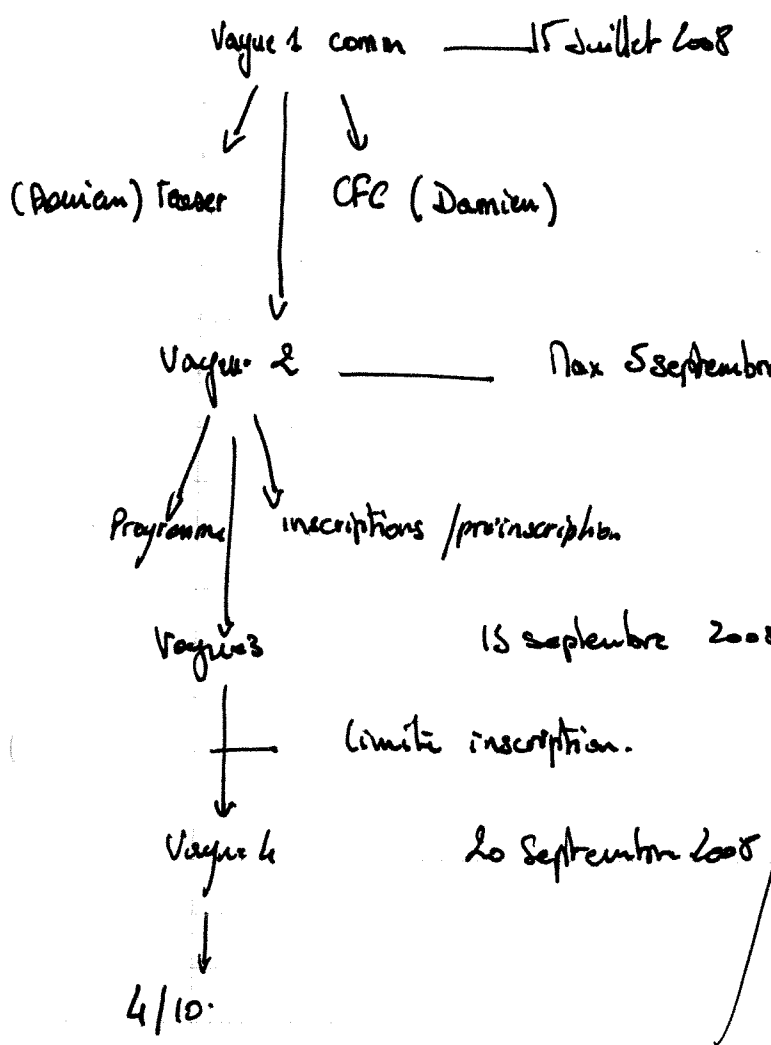 Vague 1 comm 15 Juillet 2008
(Damien) Teaser CFC (Damien)
Vague 2 Max 5 septembre
Programme inscriptions / préinscription
Vague 3 15 septembre 2008
limite inscription.
Vague 4 20 Septembre 2008
4/10.